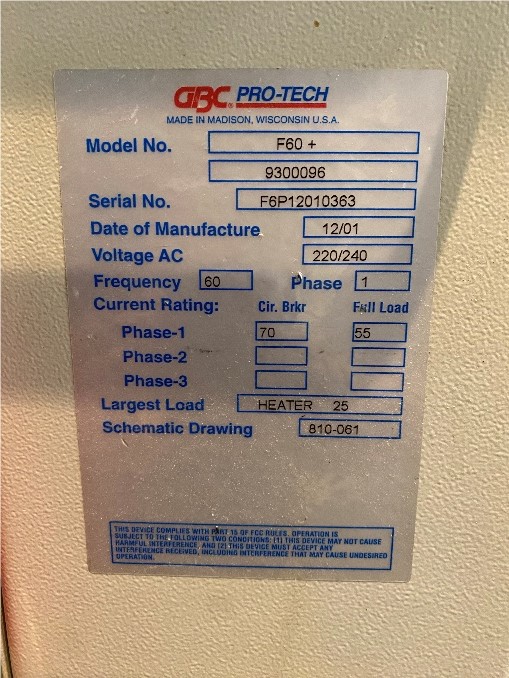 GBC PRO-TECH
MADE IN MADISON, WISCONSIN U.S.A.
Model No. F60 +
9300096
Serial No. F6P12010363
Date of Manufacture 12/01
Voltage AC 220/240
Frequency 60 Phase 1
Current Rating: Cir. Brkr Full Load
Phase-1 70 55
Phase-2
Phase-3
Largest Load HEATER 25
Schematic Drawing 810-061
THIS DEVICE COMPLIES WITH PART 15 OF FCC RULES. OPERATION IS
SUBJECT TO THE FOLLOWING TWO CONDITIONS: (1) THIS DEVICE MAY NOT CAUSE
HARMFUL INTERFERENCE, AND (2) THIS DEVICE MUST ACCEPT ANY
INTERFERENCE RECEIVED, INCLUDING INTERFERENCE THAT MAY CAUSE UNDESIRED
OPERATION.